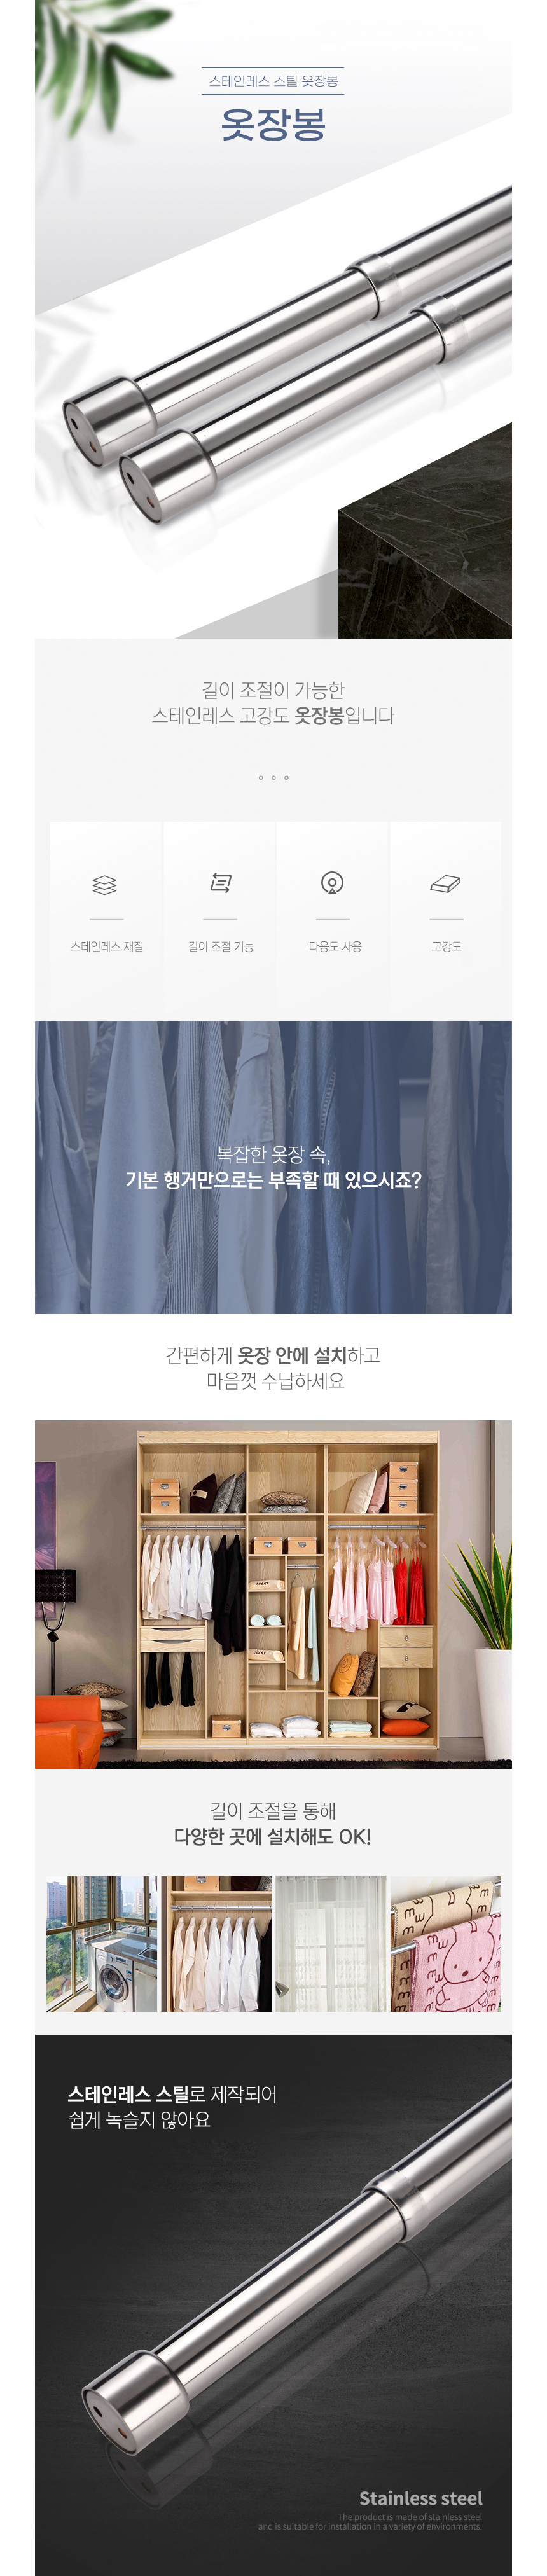 스테인레스 스틸 옷장봉
옷장봉
길이 조절이 가능한
스테인레스 고강도 옷장봉입니다
스테인레스 재질
길이 조절 기능
다용도 사용
고강도
복잡한 옷장 속,
기본 행거만으로는 부족할 때 있으시죠?
간편하게 옷장 안에 설치하고
마음껏 수납하세요
길이 조절을 통해
다양한 곳에 설치해도 OK!
스테인레스 스틸로 제작되어
쉽게 녹슬지 않아요
Stainless steel
The product is made of stainless steel
and is suitable for installation in a variety of environments.